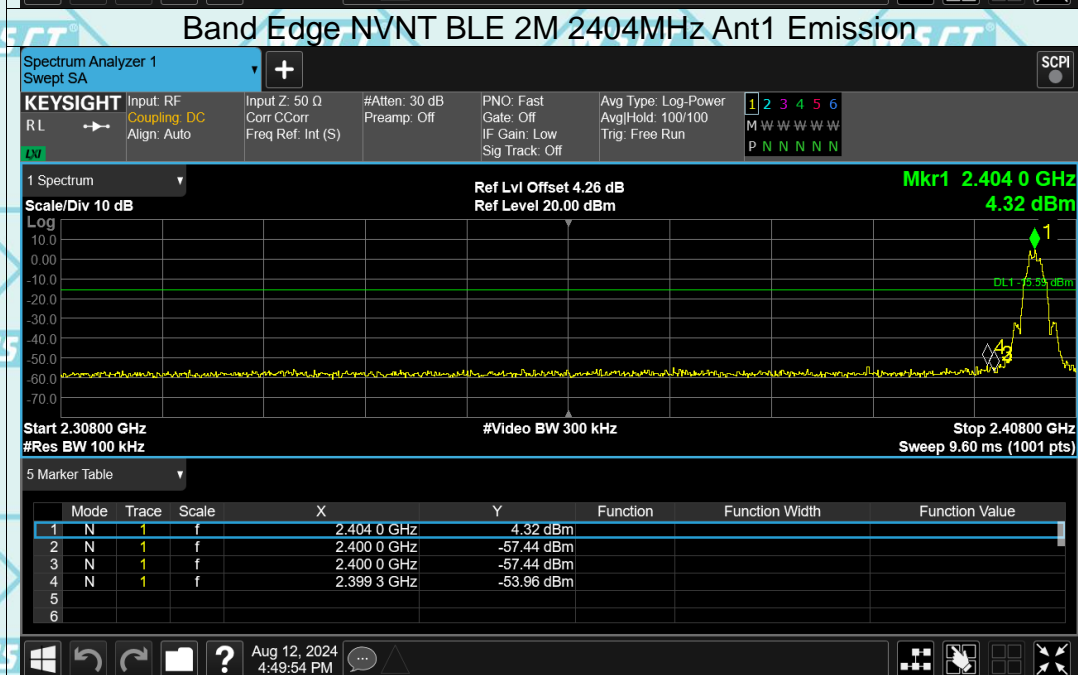 Band Edge NVNT BLE 2M 2404MHz Ant1 Emission
Spectrum Analyzer 1
Swept SA
+
SCPI
KEYSIGHT Input: RF Input Z: 50 Ω #Atten: 30 dB PNO: Fast Avg Type: Log-Power 1 2 3 4 5 6
R L Coupling: DC Corr CCorr Preamp: Off Gate: Off Avg|Hold: 100/100 M W W W W W
Align: Auto Freq Ref: Int (S) IF Gain: Low Trig: Free Run
LXI Sig Track: Off P N N N N N
1 Spectrum Ref Lvl Offset 4.26 dB Mkr1 2.404 0 GHz
Scale/Div 10 dB Ref Level 20.00 dBm 4.32 dBm
Log
10.0
1
0.00
-10.0
DL1 -15.59 dBm
-20.0
-30.0
-40.0
4
3
-50.0
-60.0
-70.0
Start 2.30800 GHz #Video BW 300 kHz Stop 2.40800 GHz
#Res BW 100 kHz Sweep 9.60 ms (1001 pts)
5 Marker Table
Mode Trace Scale X Y Function Function Width Function Value
1 N 1 f 2.404 0 GHz 4.32 dBm
2 N 1 f 2.400 0 GHz -57.44 dBm
3 N 1 f 2.400 0 GHz -57.44 dBm
4 N 1 f 2.399 3 GHz -53.96 dBm
5
6
? Aug 12, 2024
4:49:54 PM